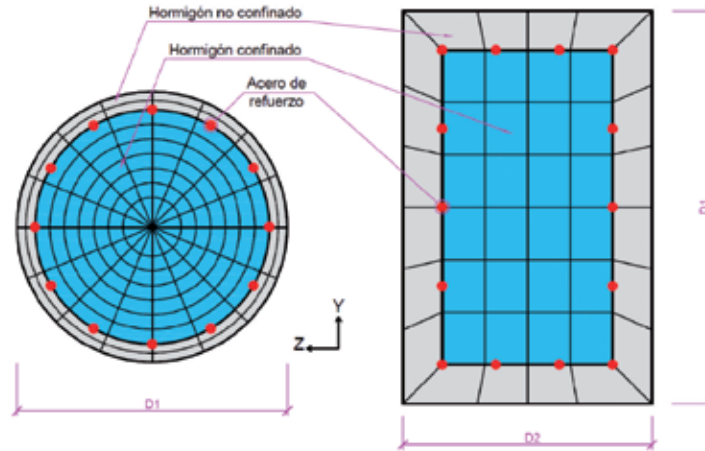 Hormigón no confinado
Hormigón confinado
Acero de
refuerzo
Y
Z
D1
D2